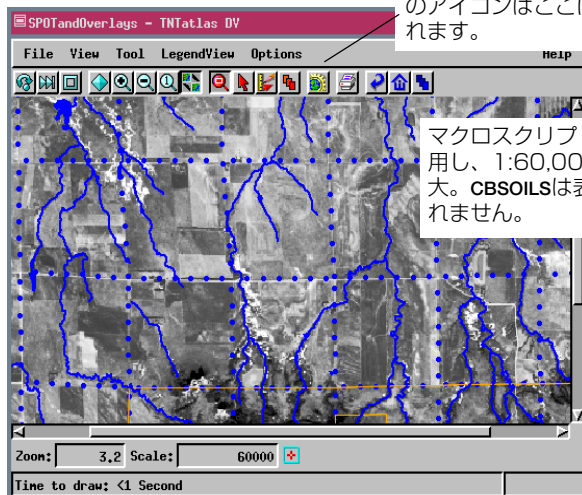 のアイコンはここに
れます。
SPOTandOverlays - TNTatlas DV
File View Tool LegendView Options Help
マクロスクリプ
用し、1:60,00
大。CBSOILSは表
れません。
Zoom: 3.2 Scale: 60000
Time to draw: <1 Second